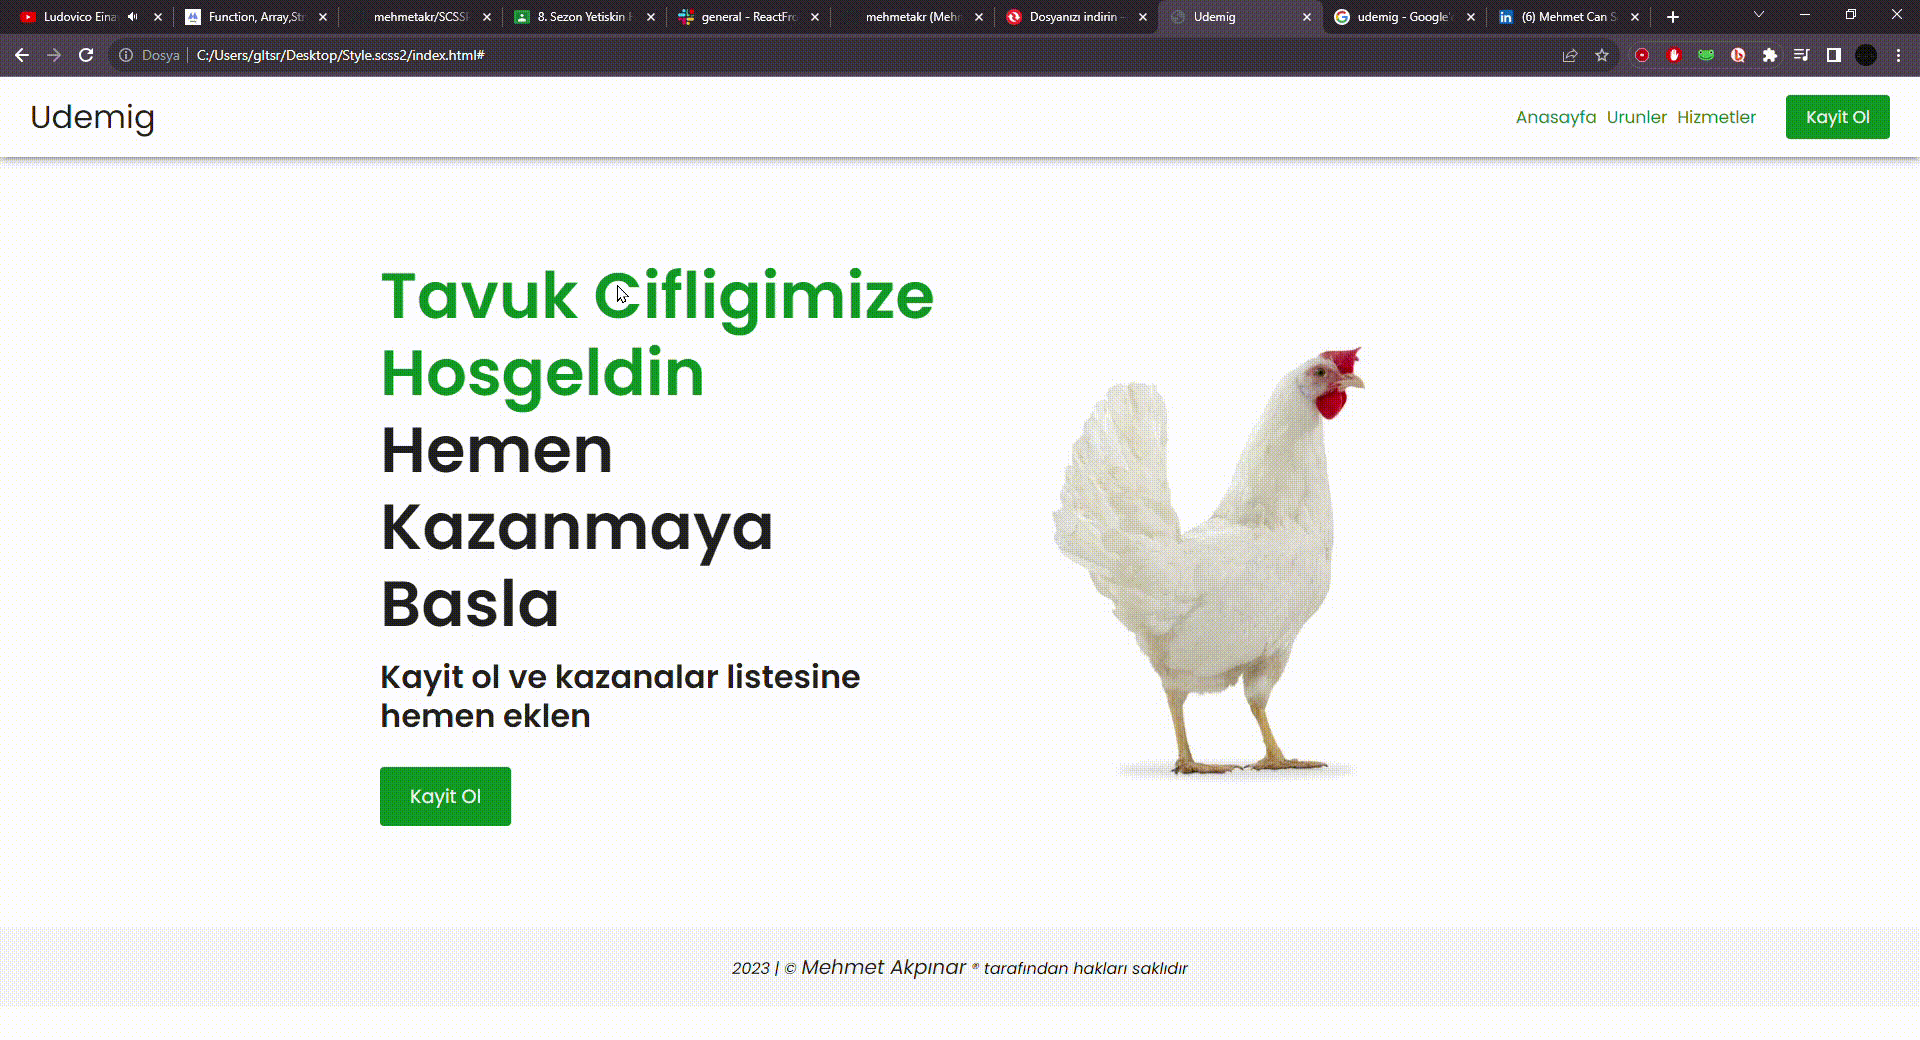 Ludovico Eina
Function, Array,Str
mehmetakr/SCSS
8. Sezon Yetiskin
general - ReactFro
mehmetakr (Mehm
Dosyanızı indirin -
Udemig
udemig - Google'
(6) Mehmet Can S
Dosya
C:/Users/gltsr/Desktop/Style.scss2/index.html#
Udemig
Anasayfa Urunler Hizmetler
Kayit Ol
Tavuk Cifligimize
Hosgeldin
Hemen
Kazanmaya
Basla
Kayit ol ve kazanalar listesine
hemen eklen
Kayit Ol
2023 | © Mehmet Akpınar ® tarafından hakları saklıdır